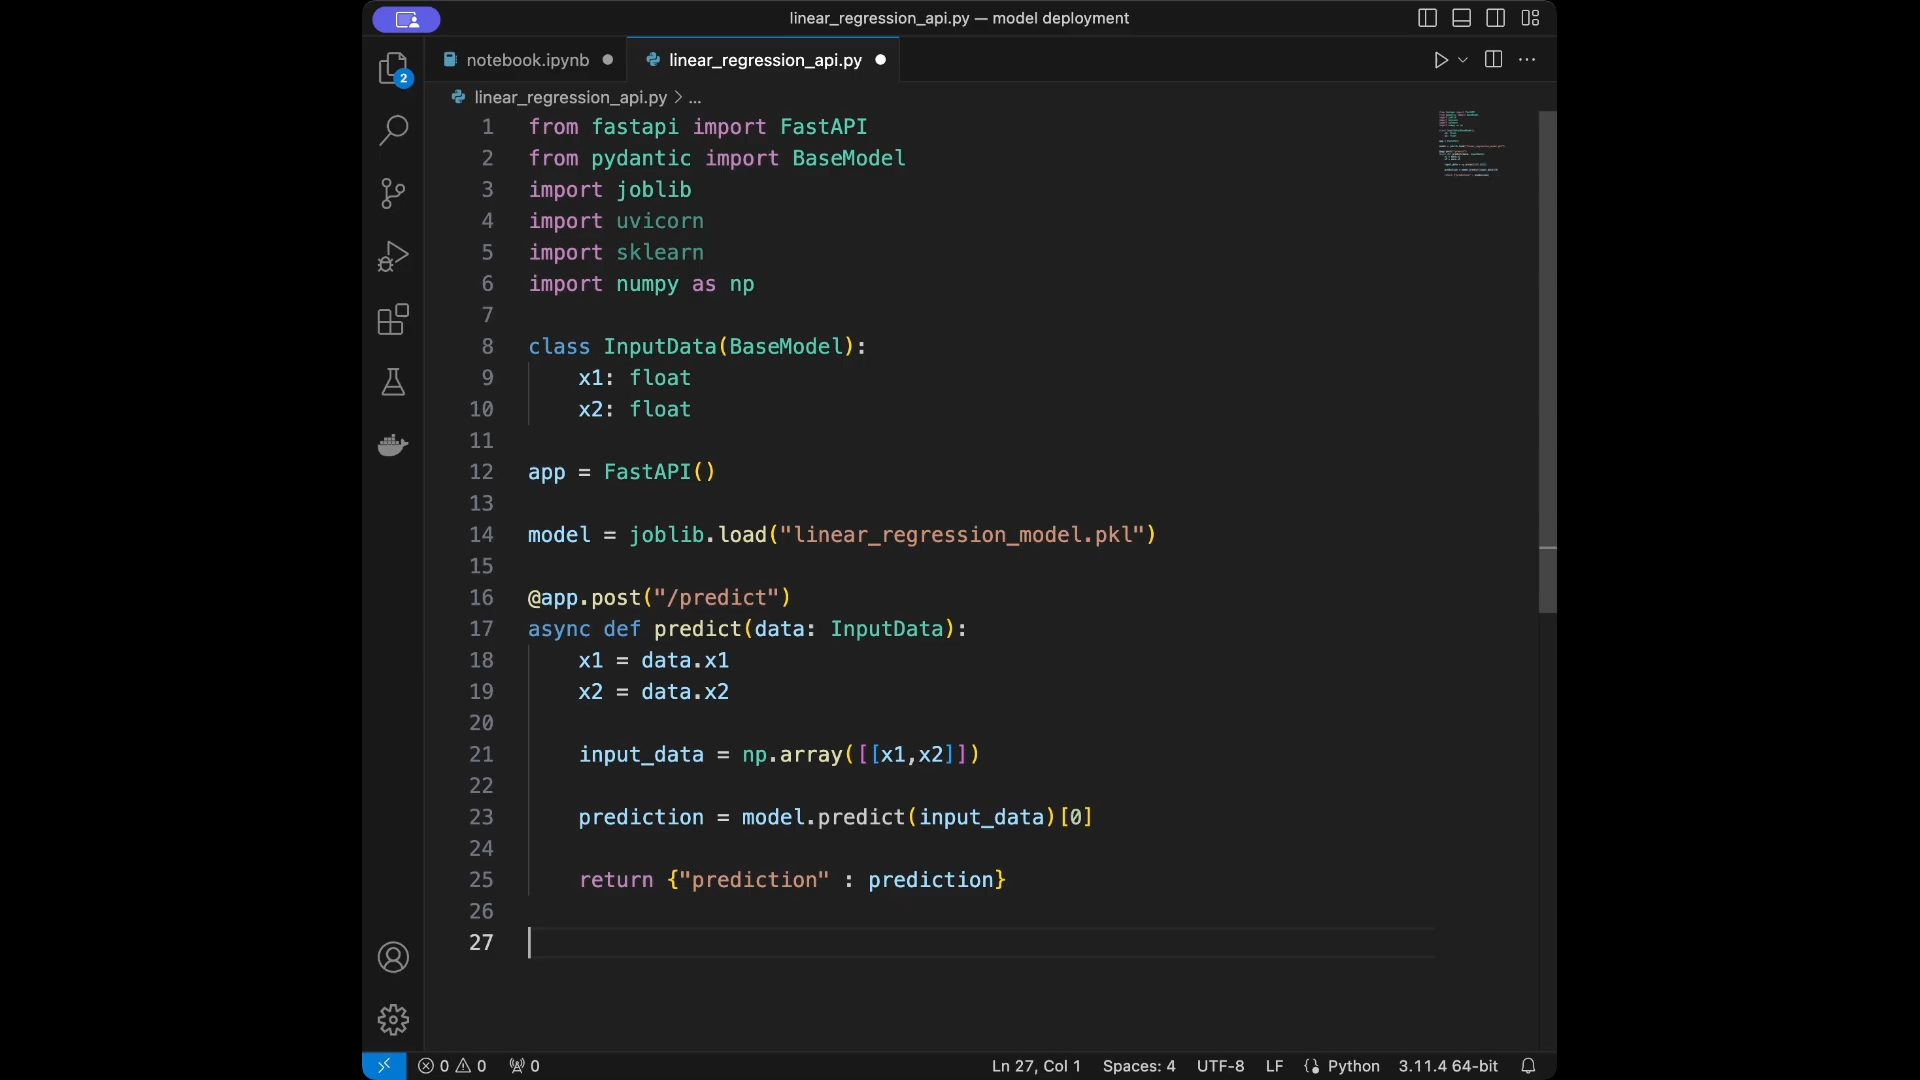 linear_regression_api.py — model deployment
notebook.ipynb
linear_regression_api.py
linear_regression_api.py > ...
2
1 from fastapi import FastAPI
2 from pydantic import BaseModel
3 import joblib
4 import uvicorn
5 import sklearn
6 import numpy as np
7
8 class InputData(BaseModel):
9 x1: float
10 x2: float
11
12 app = FastAPI()
13
14 model = joblib.load("linear_regression_model.pkl")
15
16 @app.post("/predict")
17 async def predict(data: InputData):
18 x1 = data.x1
19 x2 = data.x2
20
21 input_data = np.array([[x1,x2]])
22
23 prediction = model.predict(input_data)[0]
24
25 return {"prediction" : prediction}
26
27
0 0 0 Ln 27, Col 1 Spaces: 4 UTF-8 LF Python 3.11.4 64-bit